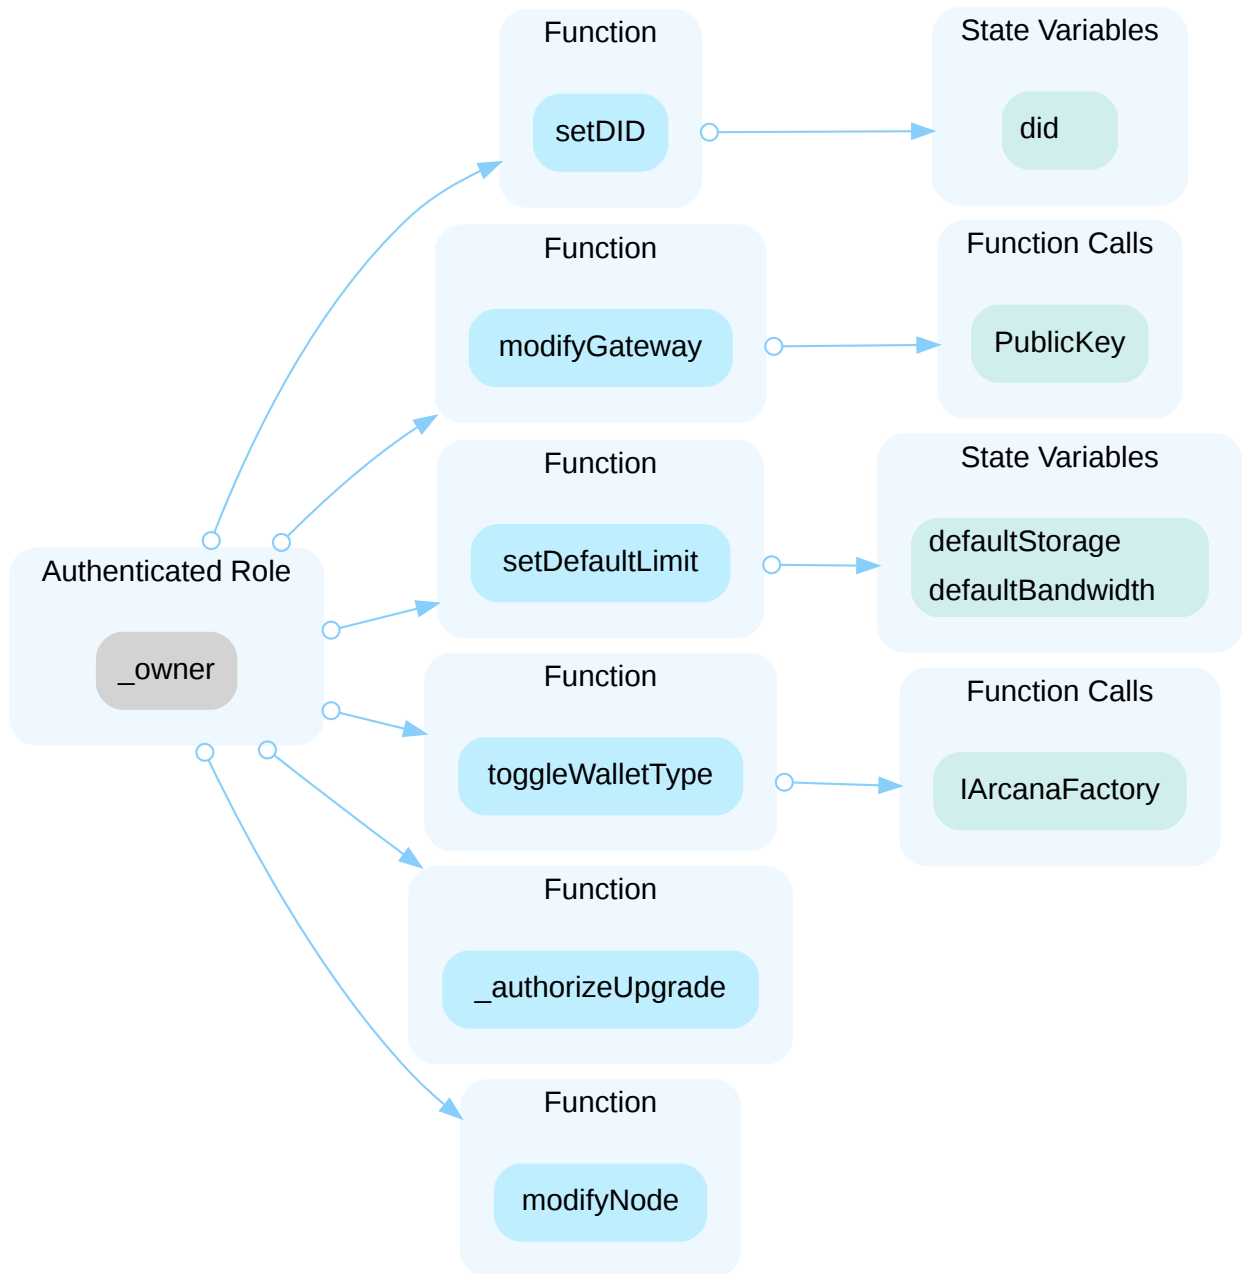 Function
setDID
State Variables
did
Function
modifyGateway
Function Calls
PublicKey
Function
setDefaultLimit
State Variables
defaultStorage
defaultBandwidth
Authenticated Role
_owner
Function
toggleWalletType
Function Calls
IArcanaFactory
Function
_authorizeUpgrade
Function
modifyNode